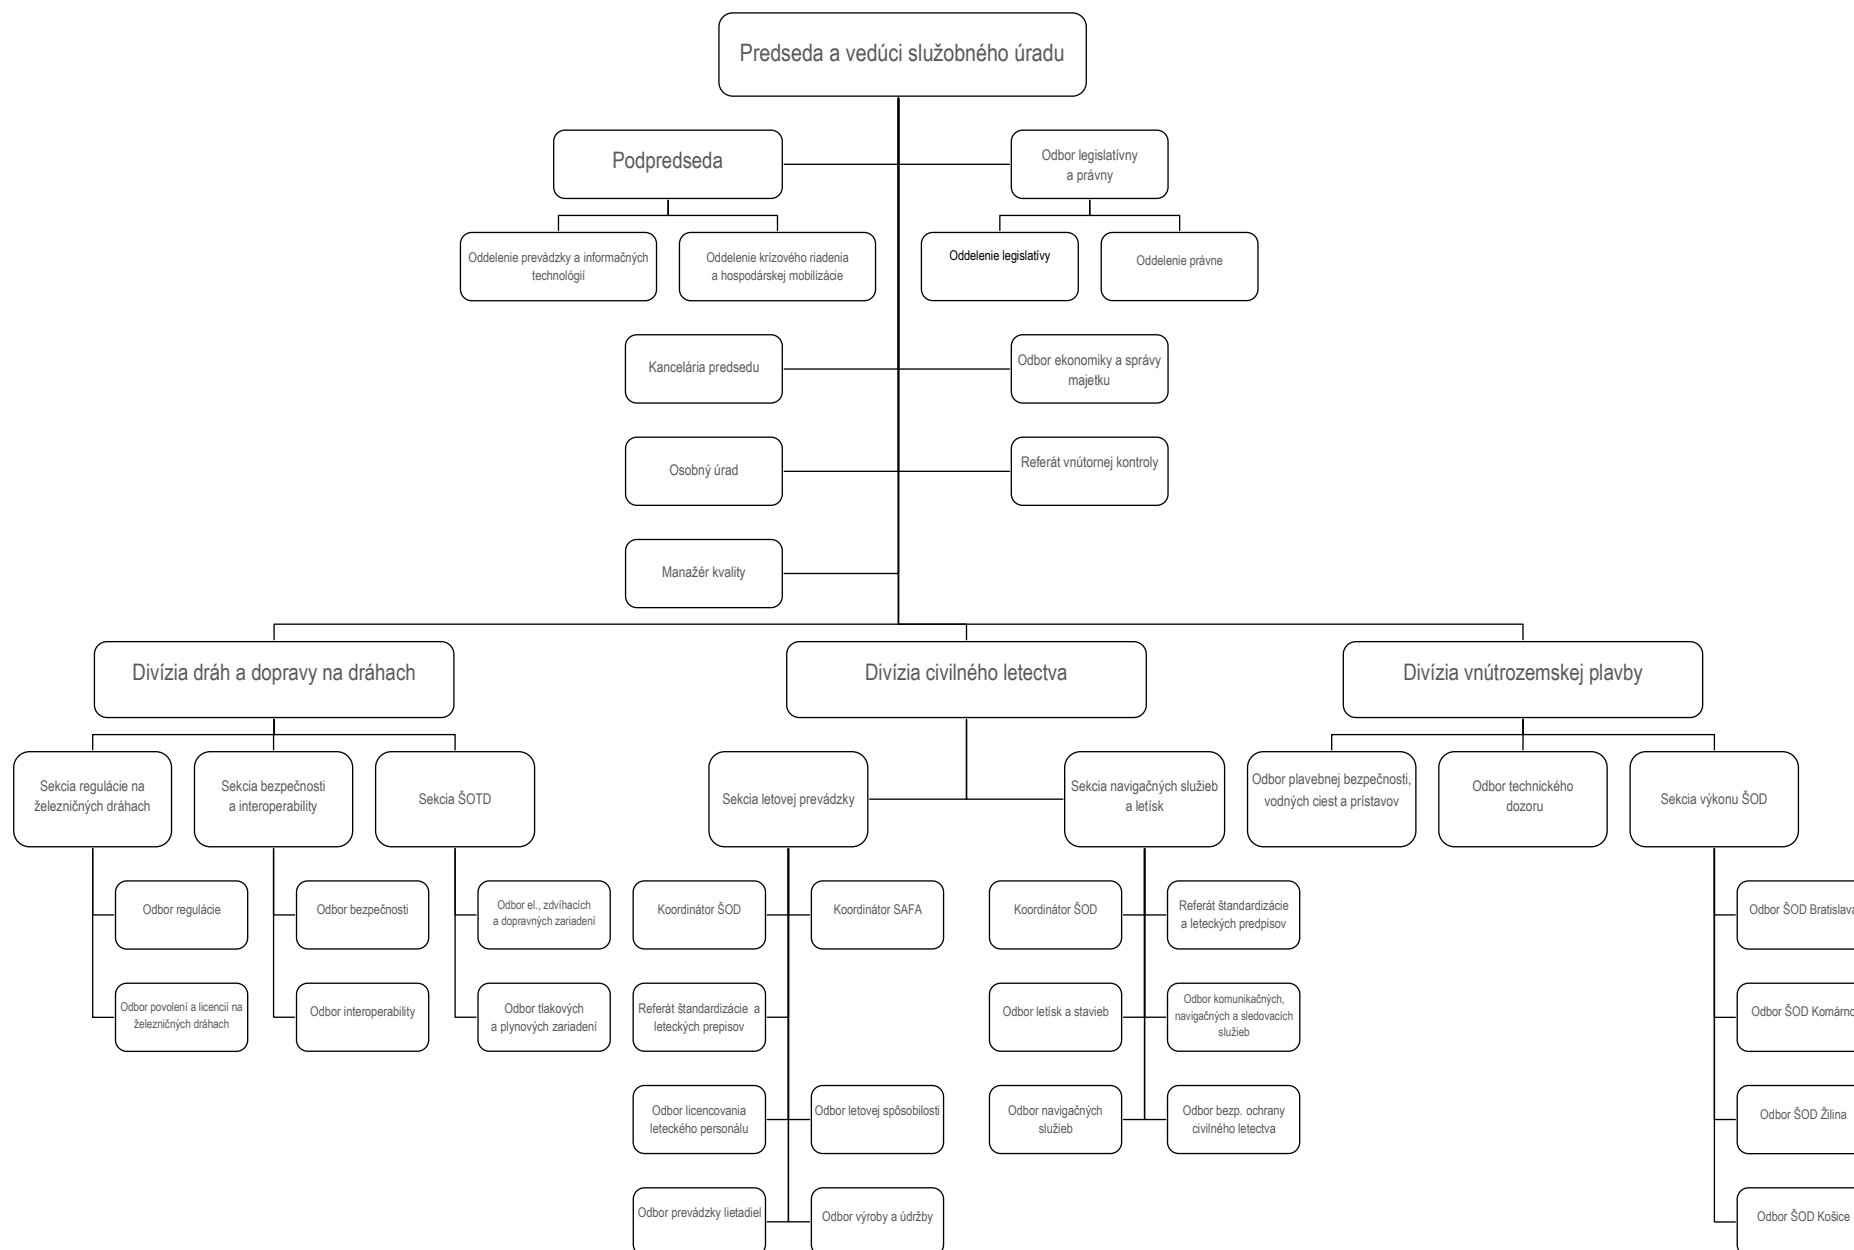 Predseda a vedúci služobného úradu
Podpredseda
Odbor legislatívny
a právny
Oddelenie prevádzky a informačných
technológií
Oddelenie krízového riadenia
a hospodárskej mobilizácie
Oddelenie legislatívy
Oddelenie právne
Kancelária predsedu
Odbor ekonomiky a správy
majetku
Osobný úrad
Referát vnútornej kontroly
Manažér kvality
Divízia dráh a dopravy na dráhach
Divízia civilného letectva
Divízia vnútrozemskej plavby
Sekcia regulácie na
železničných dráhach
Sekcia bezpečnosti
a interoperability
Sekcia ŠOTD
Sekcia letovej prevádzky
Sekcia navigačných služieb
a letísk
Odbor plavebnej bezpečnosti,
vodných ciest a prístavov
Odbor technického
dozoru
Sekcia výkonu ŠOD
Odbor regulácie
Odbor bezpečnosti
Odbor el., zdvíhacích
a dopravných zariadení
Koordinátor ŠOD
Koordinátor SAFA
Koordinátor ŠOD
Referát štandardizácie
a leteckých predpisov
Odbor ŠOD Bratislava
Odbor povolení a licencií na
železničných dráhach
Odbor interoperability
Odbor tlakových
a plynových zariadení
Referát štandardizácie a
leteckých prepisov
Odbor letísk a stavieb
Odbor komunikačných,
navigačných a sledovacích
služieb
Odbor ŠOD Komárno
Odbor licencovania
leteckého personálu
Odbor letovej spôsobilosti
Odbor navigačných
služieb
Odbor bezp. ochrany
civilného letectva
Odbor ŠOD Žilina
Odbor prevádzky lietadiel
Odbor výroby a údržby
Odbor ŠOD Košice